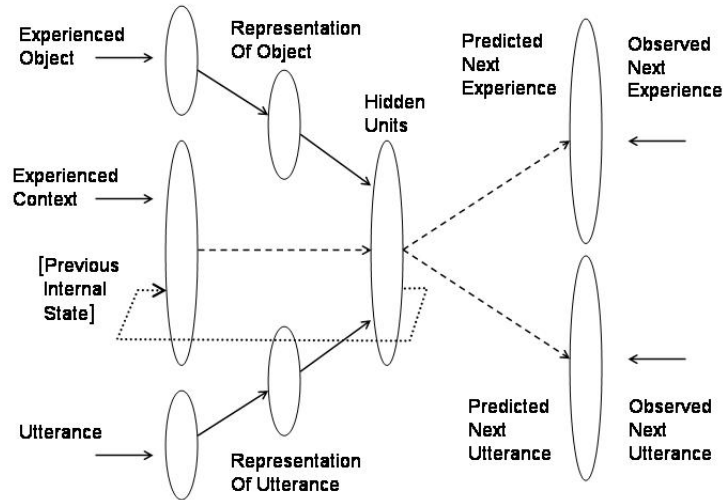 Experienced
Object
Representation
Of Object
Predicted
Next
Experience
Observed
Next
Experience
Hidden
Units
Experienced
Context
[Previous
Internal
State]
Utterance
Representation
Of Utterance
Predicted
Next
Utterance
Observed
Next
Utterance